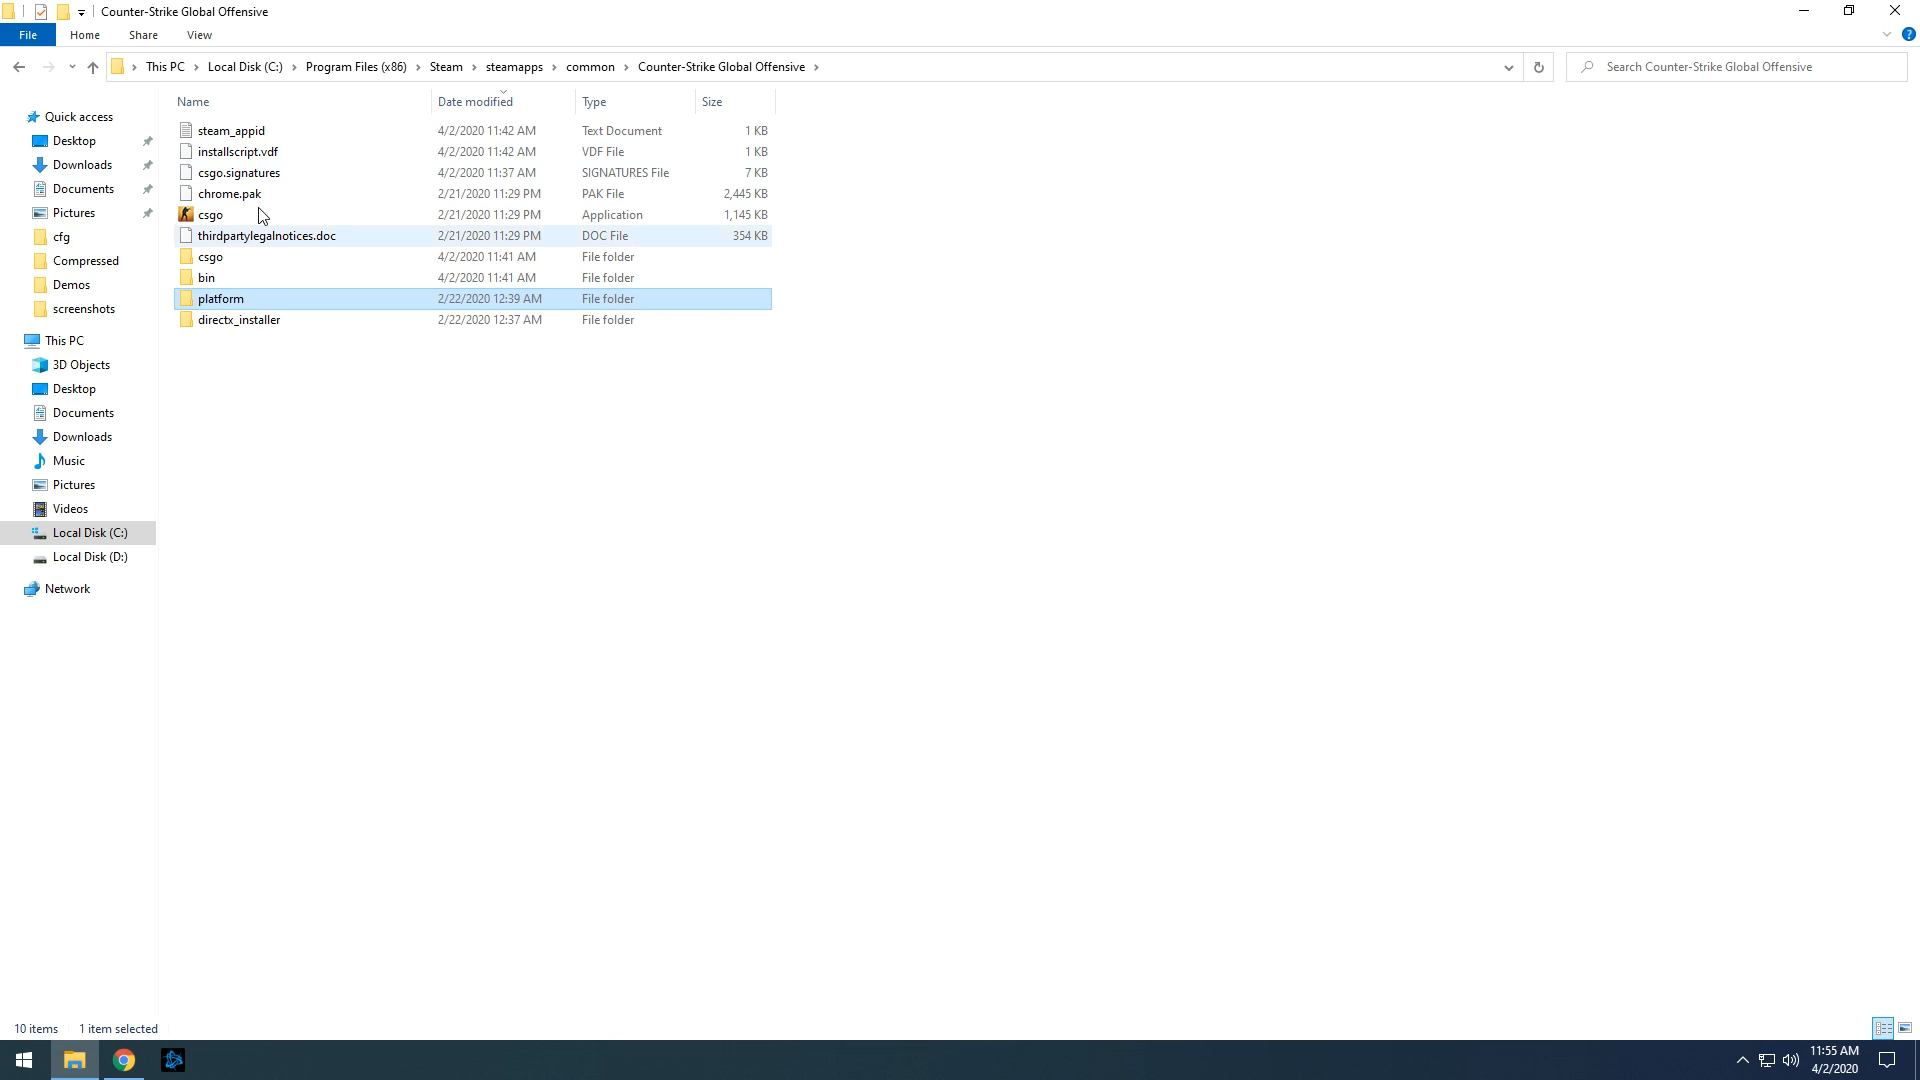 Counter-Strike Global Offensive
File Home Share View
This PC Local Disk (C:) Program Files (x86) Steam steamapps common Counter-Strike Global Offensive
Search Counter-Strike Global Offensive
Name Date modified Type Size
steam_appid 4/2/2020 11:42 AM Text Document 1 KB
installscript.vdf 4/2/2020 11:42 AM VDF File 1 KB
csgo.signatures 4/2/2020 11:37 AM SIGNATURES File 7 KB
chrome.pak 2/21/2020 11:29 PM PAK File 2,445 KB
csgo 2/21/2020 11:29 PM Application 1,145 KB
thirdpartylegalnotices.doc 2/21/2020 11:29 PM DOC File 354 KB
csgo 4/2/2020 11:41 AM File folder
bin 4/2/2020 11:41 AM File folder
platform 2/22/2020 12:39 AM File folder
directx_installer 2/22/2020 12:37 AM File folder
Quick access
Desktop
Downloads
Documents
Pictures
cfg
Compressed
Demos
screenshots
This PC
3D Objects
Desktop
Documents
Downloads
Music
Pictures
Videos
Local Disk (C:)
Local Disk (D:)
Network
10 items 1 item selected
11:55 AM
4/2/2020